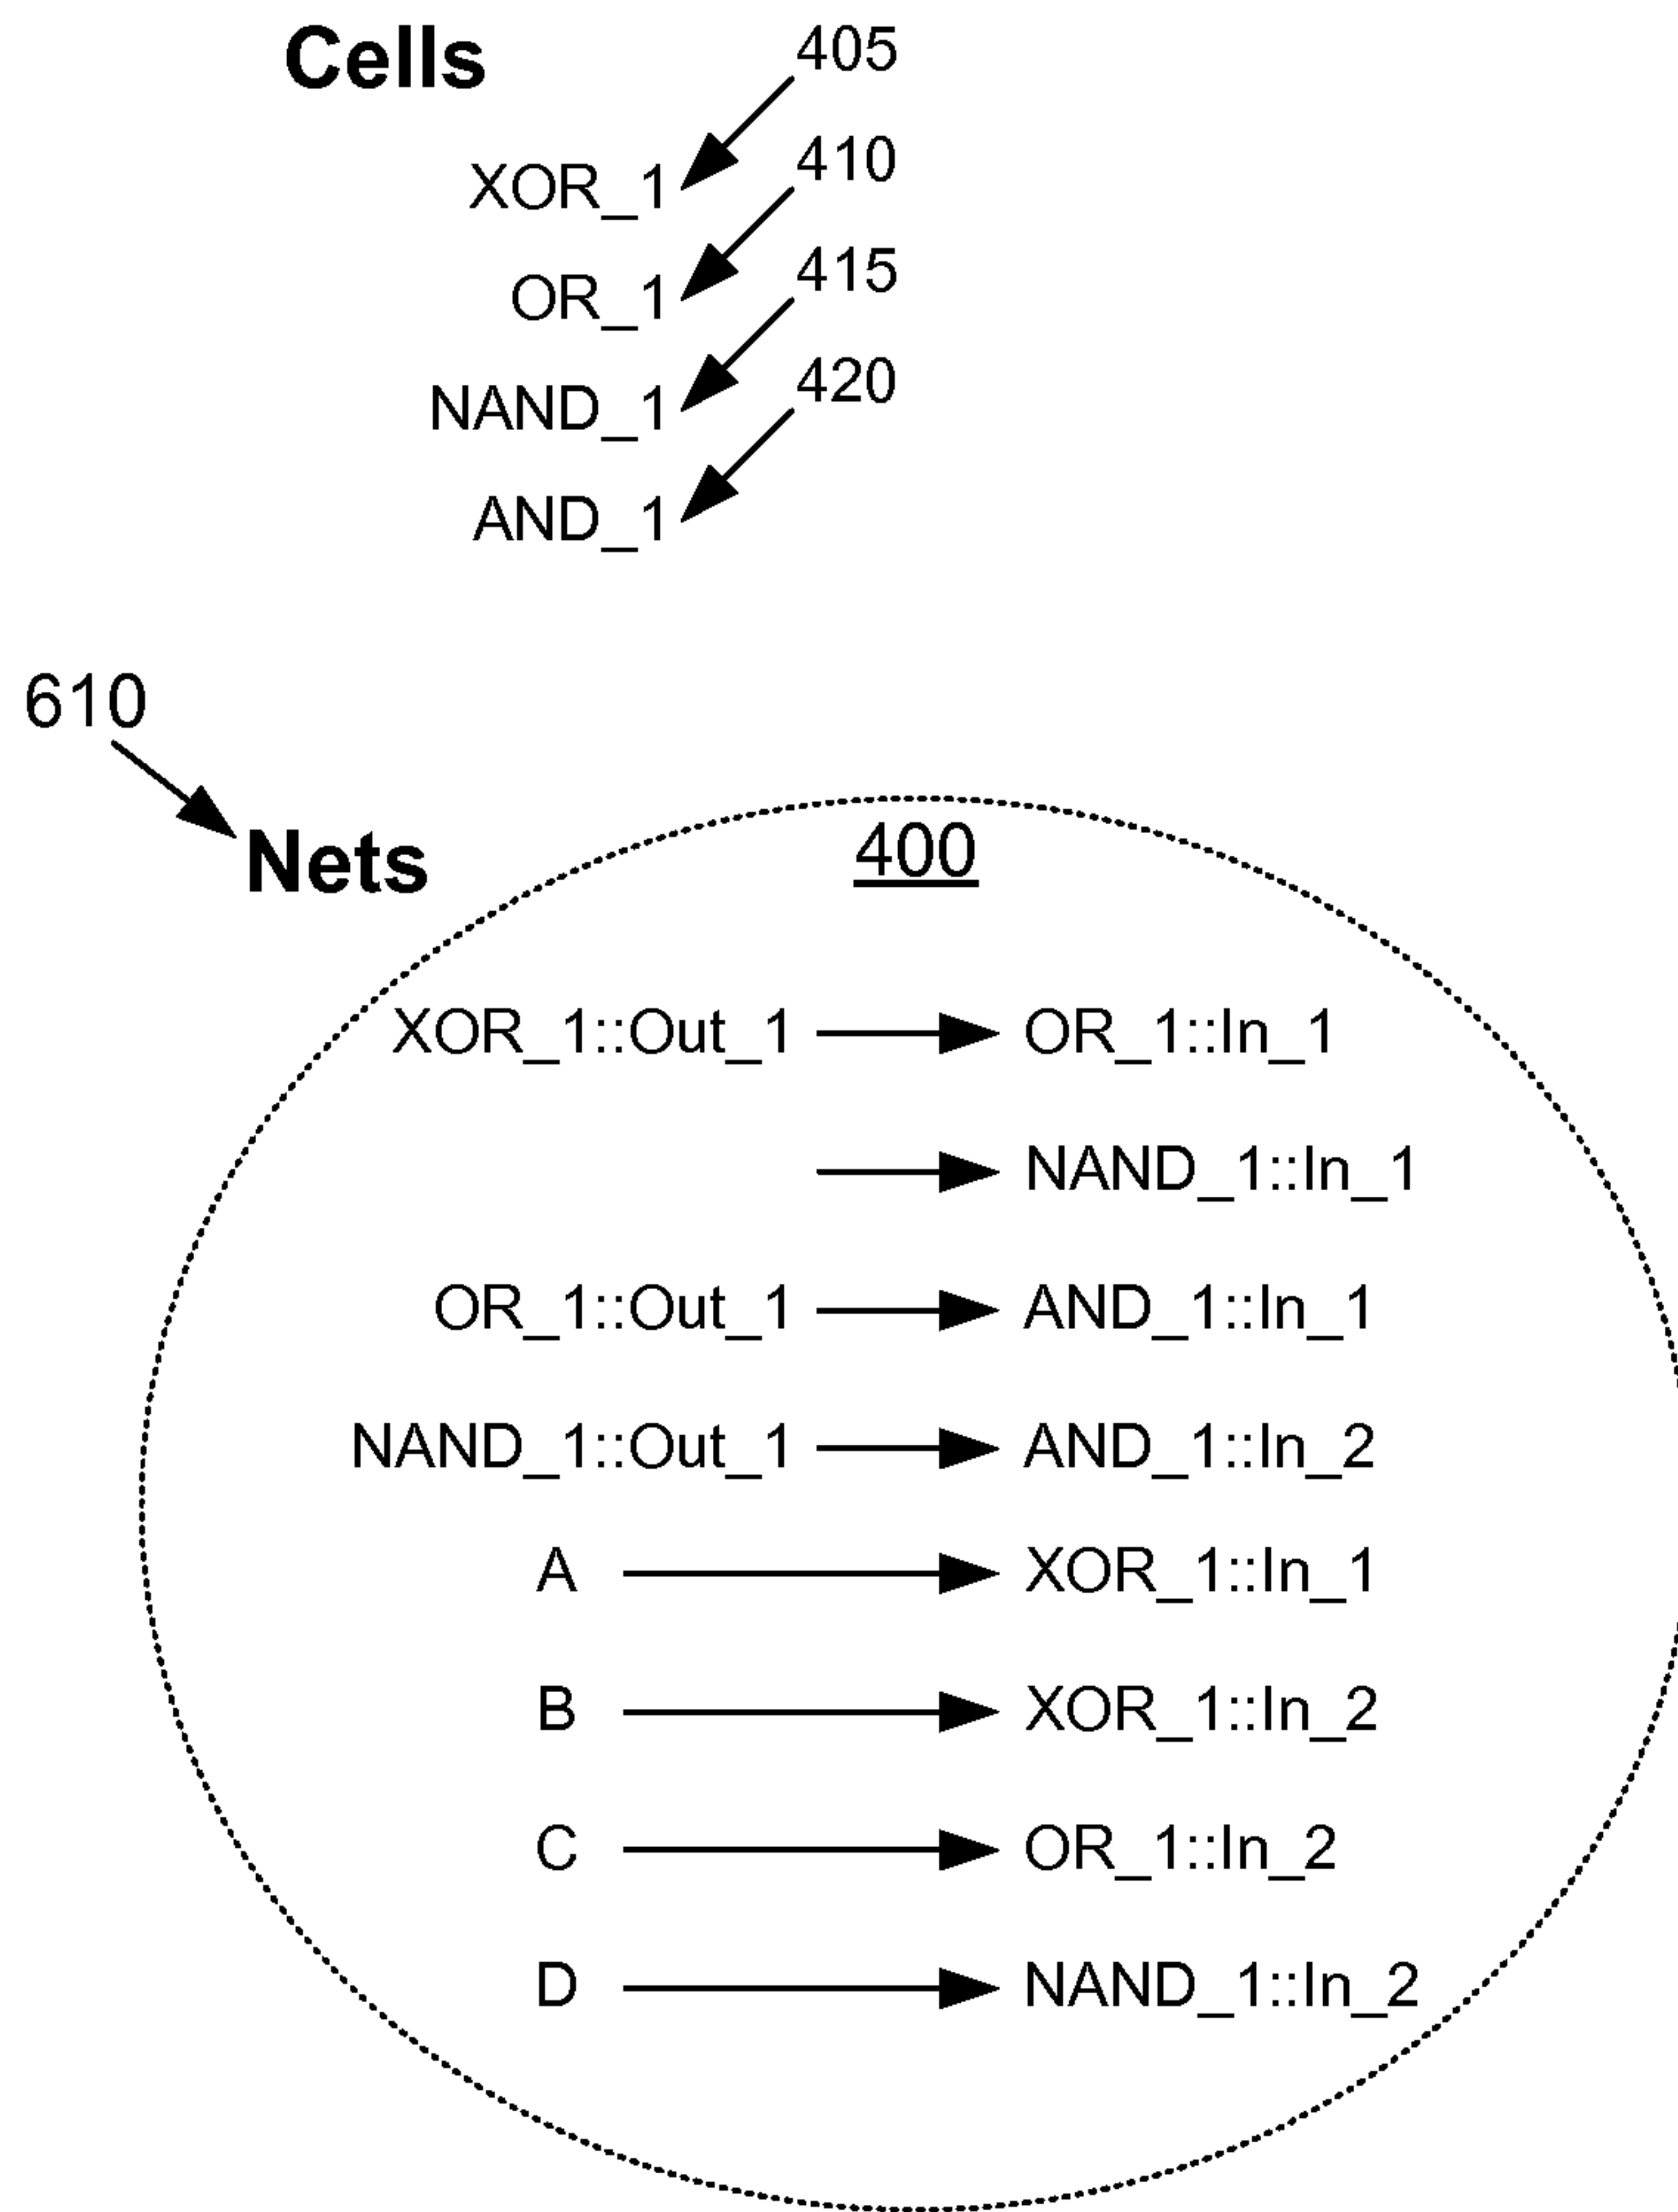 Cells
405
XOR_1
410
OR_1
415
NAND_1
420
AND_1
610
Nets
400
XOR_1::Out_1 OR_1::In_1
NAND_1::In_1
OR_1::Out_1 AND_1::In_1
NAND_1::Out_1 AND_1::In_2
A XOR_1::In_1
B XOR_1::In_2
C OR_1::In_2
D NAND_1::In_2